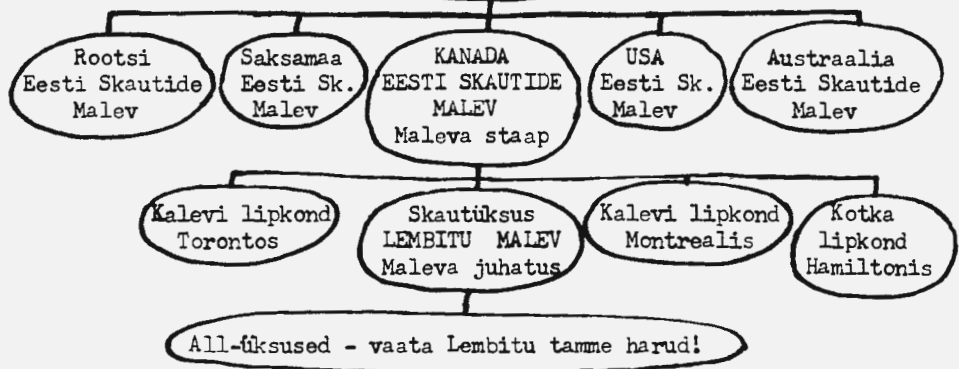 Rootsi
Eesti Skautide
Malev
Saksamaa
Eesti Sk.
Malev
KANADA
EESTI SKAUTIDE
MALEV
Maleva staap
USA
Eesti Sk.
Malev
Austraalia
Eesti Skautide
Malev
Kalevi lipkond
Torontos
Skautüksus
LEMBITU MALEV
Maleva juhatus
Kalevi lipkond
Montrealis
Kotka
lipkond
Hamiltonis
All-üksused - vaata Lembitu tamme harud!